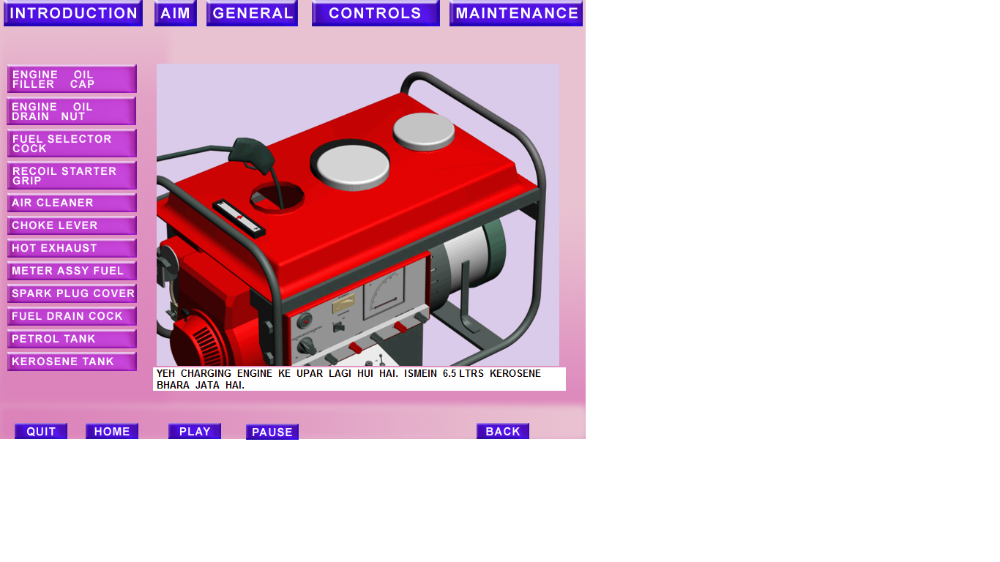 INTRODUCTION AIM GENERAL CONTROLS MAINTENANCE
ENGINE OIL
FILLER CAP
ENGINE OIL
DRAIN NUT
FUEL SELECTOR
COCK
RECOIL STARTER
GRIP
AIR CLEANER
CHOKE LEVER
HOT EXHAUST
METER ASSY FUEL
SPARK PLUG COVER
FUEL DRAIN COCK
PETROL TANK
KEROSENE TANK
YEH CHARGING ENGINE KE UPAR LAGI HUI HAI. ISMEIN 6.5 LTRS KEROSENE
BHARA JATA HAI.
QUIT HOME PLAY PAUSE BACK